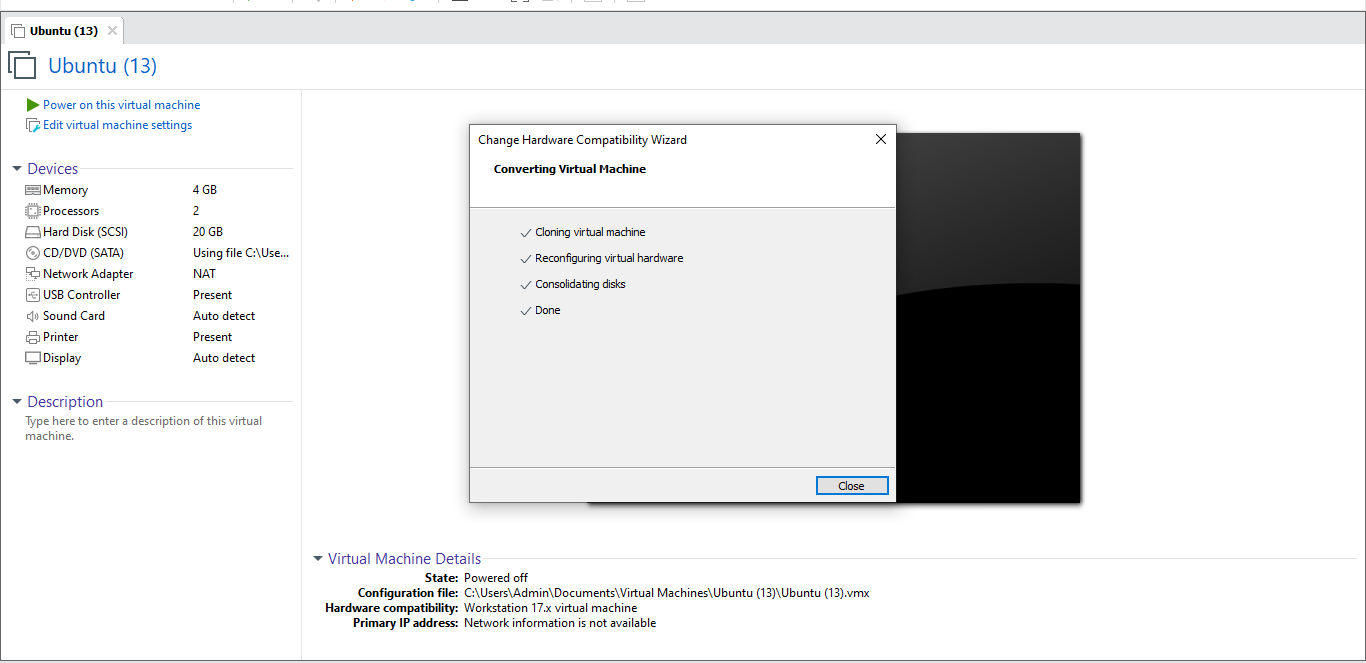 Ubuntu (13)
Ubuntu (13)
Power on this virtual machine
Edit virtual machine settings
Devices
Memory 4 GB
Processors 2
Hard Disk (SCSI) 20 GB
CD/DVD (SATA) Using file C:\Use...
Network Adapter NAT
USB Controller Present
Sound Card Auto detect
Printer Present
Display Auto detect
Description
Type here to enter a description of this virtual
machine.
Change Hardware Compatibility Wizard
Converting Virtual Machine
Cloning virtual machine
Reconfiguring virtual hardware
Consolidating disks
Done
Close
Virtual Machine Details
State: Powered off
Configuration file: C:\Users\Admin\Documents\Virtual Machines\Ubuntu (13)\Ubuntu (13).vmx
Hardware compatibility: Workstation 17.x virtual machine
Primary IP address: Network information is not available